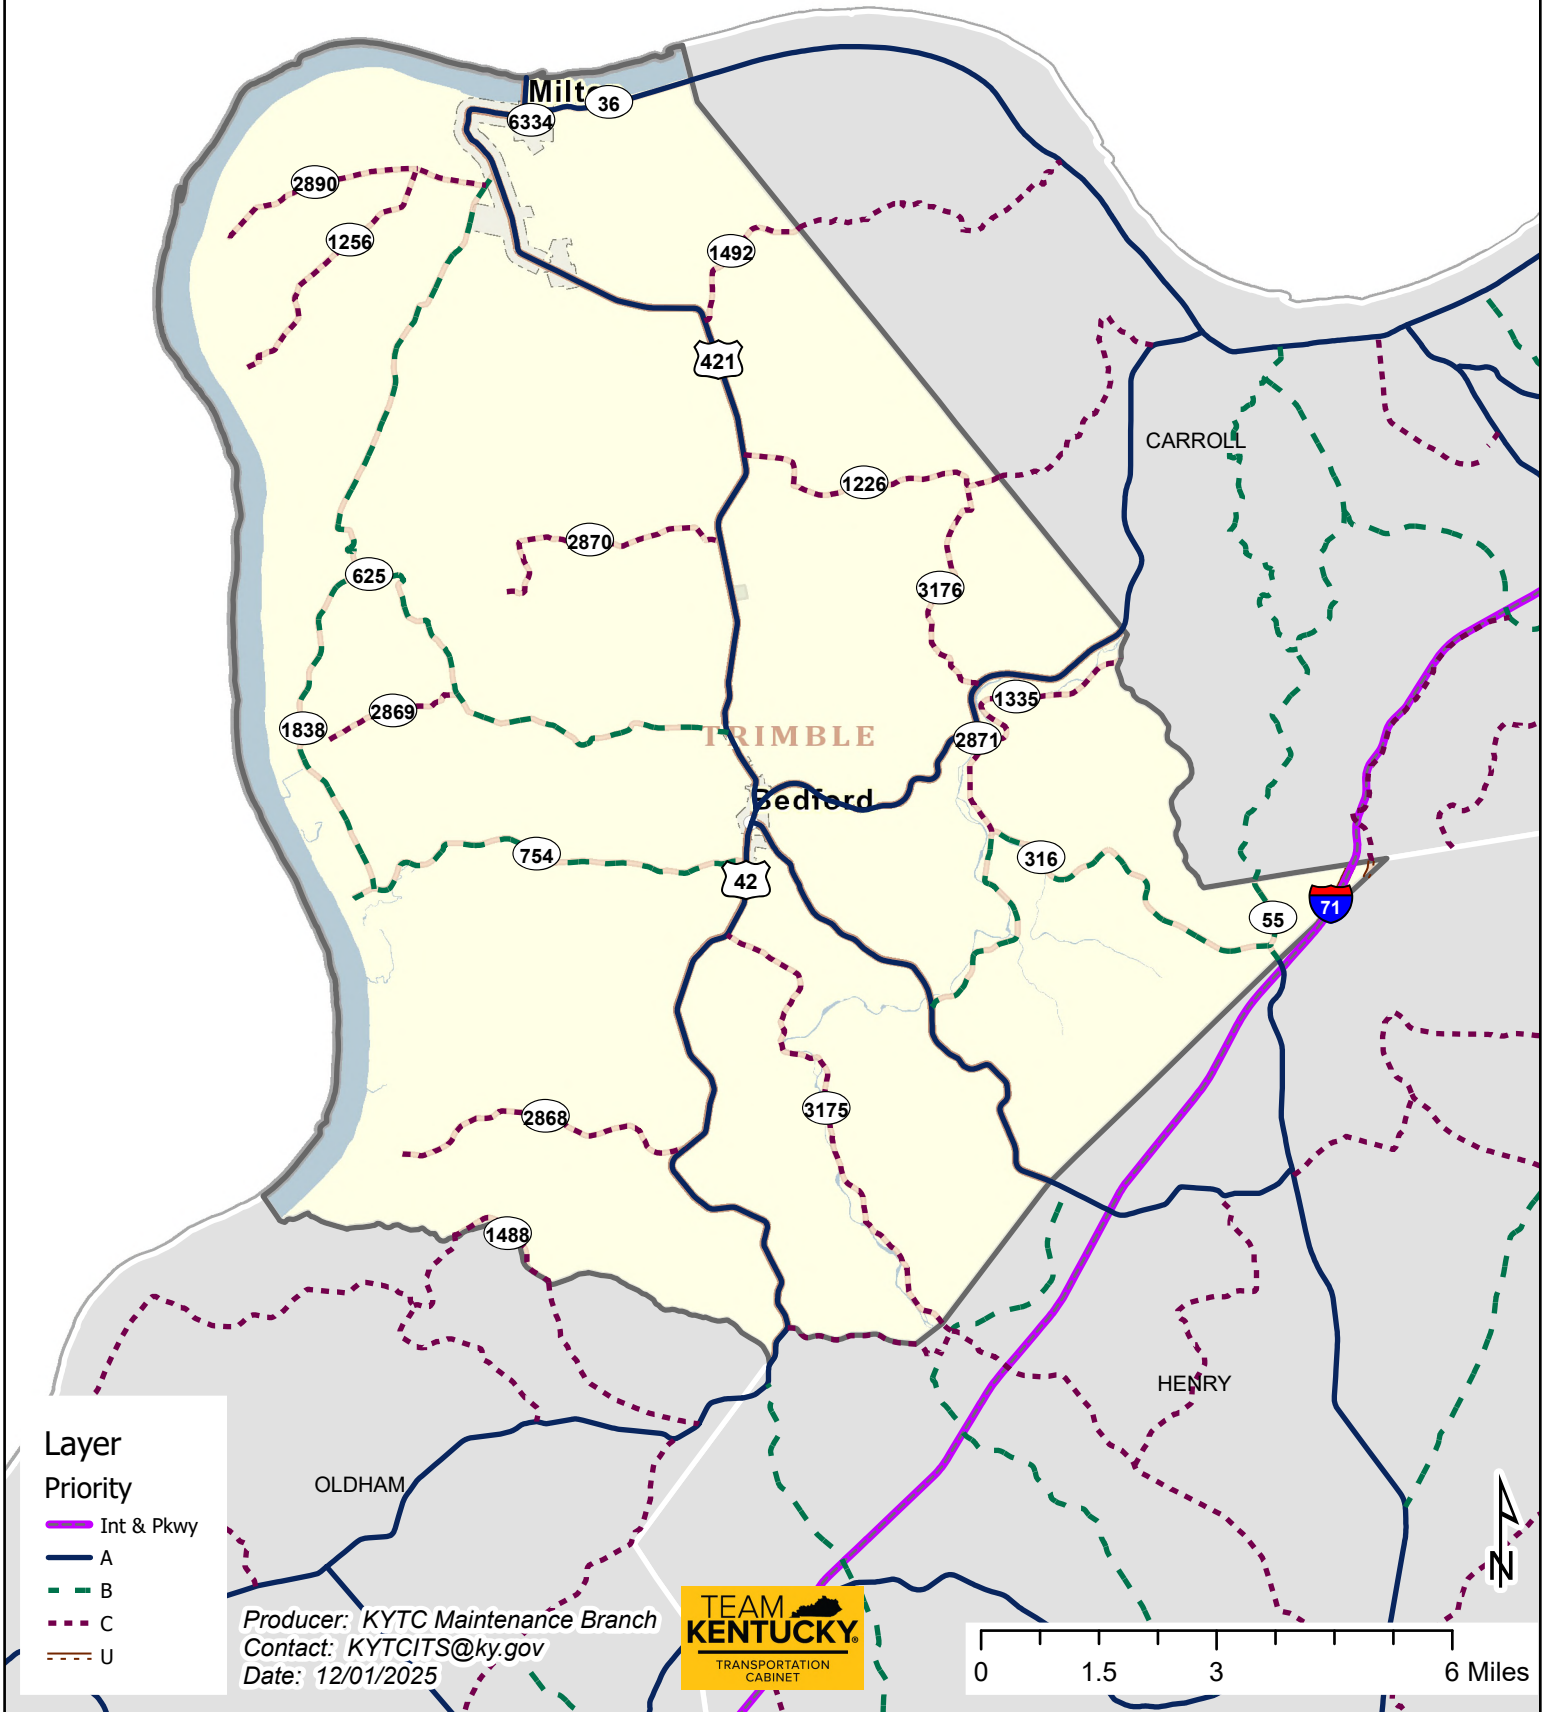 Milt
36
6334
2890
1256
1492
421
CARROLL
1226
2870
625
3176
1335
2869
1838
TRIMBLE
2871
Bedford
754
316
42
71
55
3175
2868
1488
HENRY
OLDHAM
Layer
Priority
Int & Pkwy
A
B
C
U
Producer: KYTC Maintenance Branch
Contact: KYTCITS@ky.gov
Date: 12/01/2025
TEAM
KENTUCKY®
TRANSPORTATION
CABINET
N
0 1.5 3 6 Miles